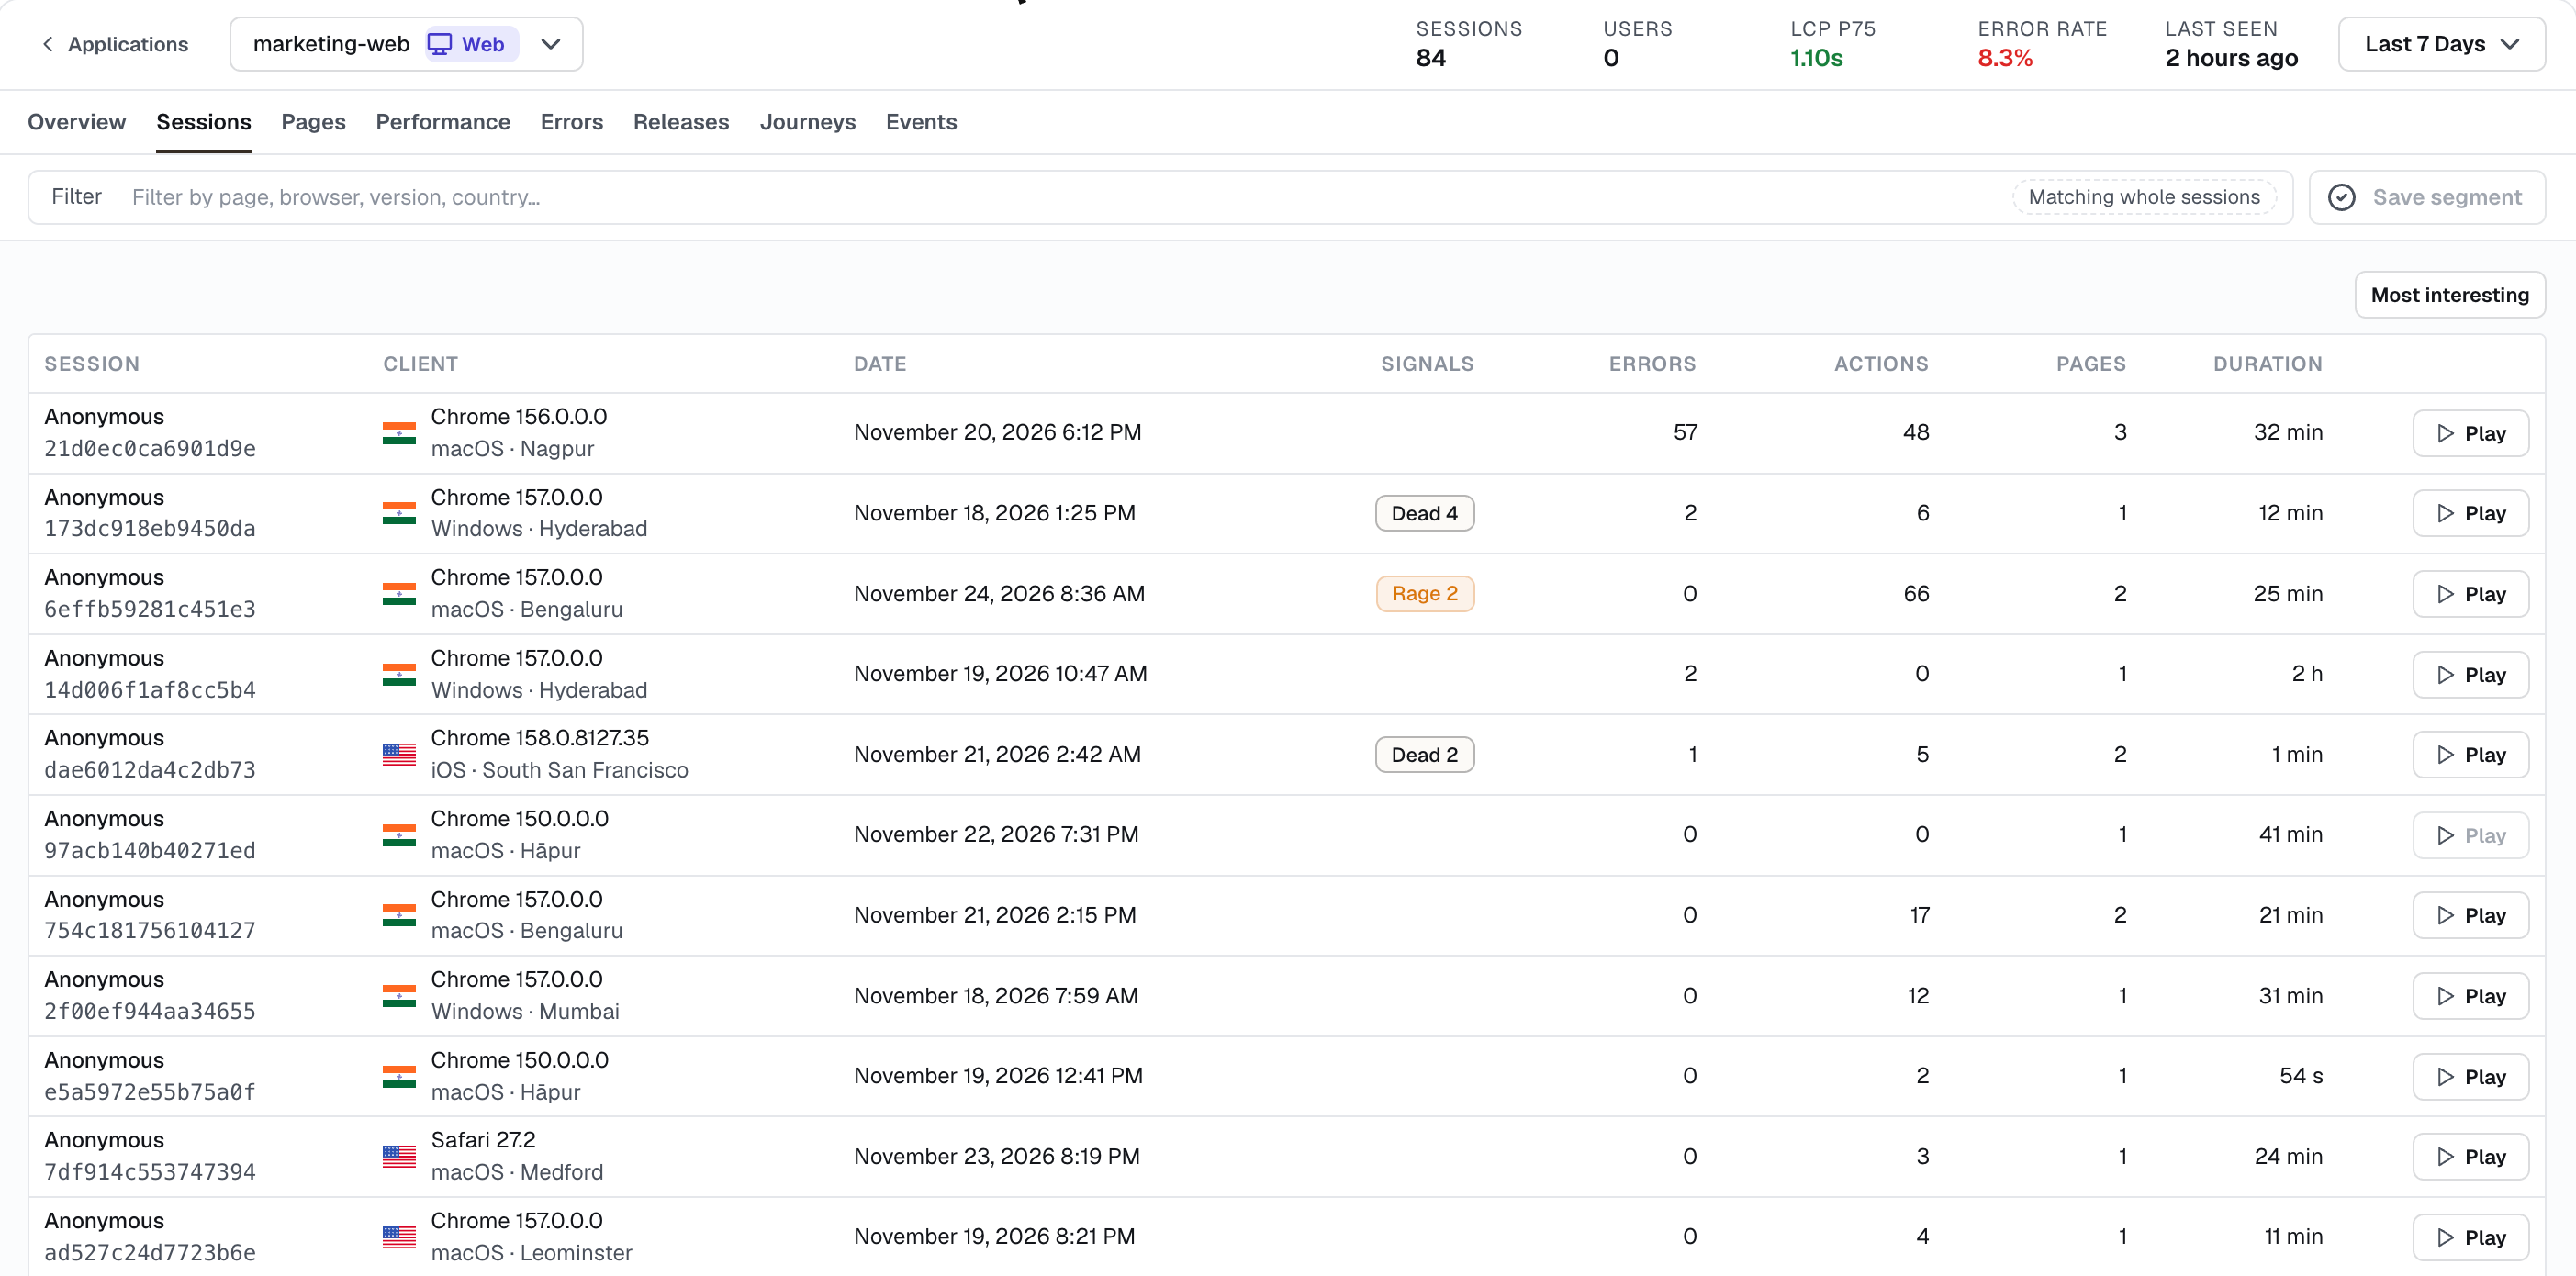 Applications
marketing-web Web
SESSIONS
84
USERS
0
LCP P75
1.10s
ERROR RATE
8.3%
LAST SEEN
2 hours ago
Last 7 Days
Overview Sessions Pages Performance Errors Releases Journeys Events
Filter Filter by page, browser, version, country... Matching whole sessions Save segment
Most interesting
SESSION CLIENT DATE SIGNALS ERRORS ACTIONS PAGES DURATION
Anonymous Chrome 156.0.0.0
21d0ec0ca6901d9e macOS · Nagpur November 20, 2026 6:12 PM 57 48 3 32 min Play
Anonymous Chrome 157.0.0.0
173dc918eb9450da Windows · Hyderabad November 18, 2026 1:25 PM Dead 4 2 6 1 12 min Play
Anonymous Chrome 157.0.0.0
6effb59281c451e3 macOS · Bengaluru November 24, 2026 8:36 AM Rage 2 0 66 2 25 min Play
Anonymous Chrome 157.0.0.0
14d006f1af8cc5b4 Windows · Hyderabad November 19, 2026 10:47 AM 2 0 1 2 h Play
Anonymous Chrome 158.0.8127.35
dae6012da4c2db73 iOS · South San Francisco November 21, 2026 2:42 AM Dead 2 1 5 2 1 min Play
Anonymous Chrome 150.0.0.0
97acb140b40271ed macOS · Hāpur November 22, 2026 7:31 PM 0 0 1 41 min Play
Anonymous Chrome 157.0.0.0
754c181756104127 macOS · Bengaluru November 21, 2026 2:15 PM 0 17 2 21 min Play
Anonymous Chrome 157.0.0.0
2f00ef944aa34655 Windows · Mumbai November 18, 2026 7:59 AM 0 12 1 31 min Play
Anonymous Chrome 150.0.0.0
e5a5972e55b75a0f macOS · Hāpur November 19, 2026 12:41 PM 0 2 1 54 s Play
Anonymous Safari 27.2
7df914c553747394 macOS · Medford November 23, 2026 8:19 PM 0 3 1 24 min Play
Anonymous Chrome 157.0.0.0
ad527c24d7723b6e macOS · Leominster November 19, 2026 8:21 PM 0 4 1 11 min Play